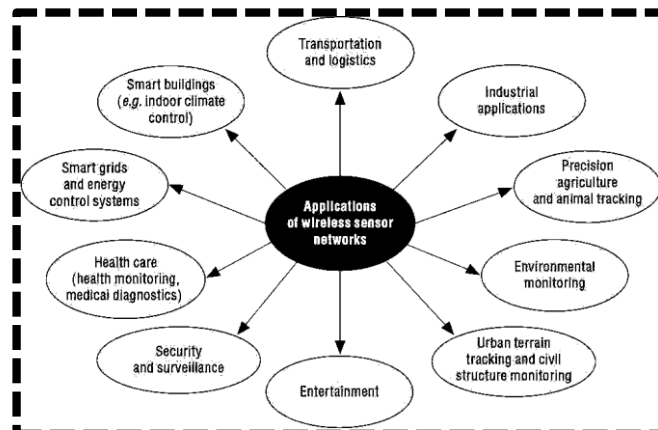 Transportation
and logistics
Smart buildings
(e.g. indoor climate
control)
Industrial
applications
Smart grids
and energy
control systems
Precision
agriculture
and animal tracking
Applications
of wireless sensor
networks
Health care
(health monitoring,
medical diagnostics)
Environmental
monitoring
Security
and surveillance
Urban terrain
tracking and civil
structure monitoring
Entertainment